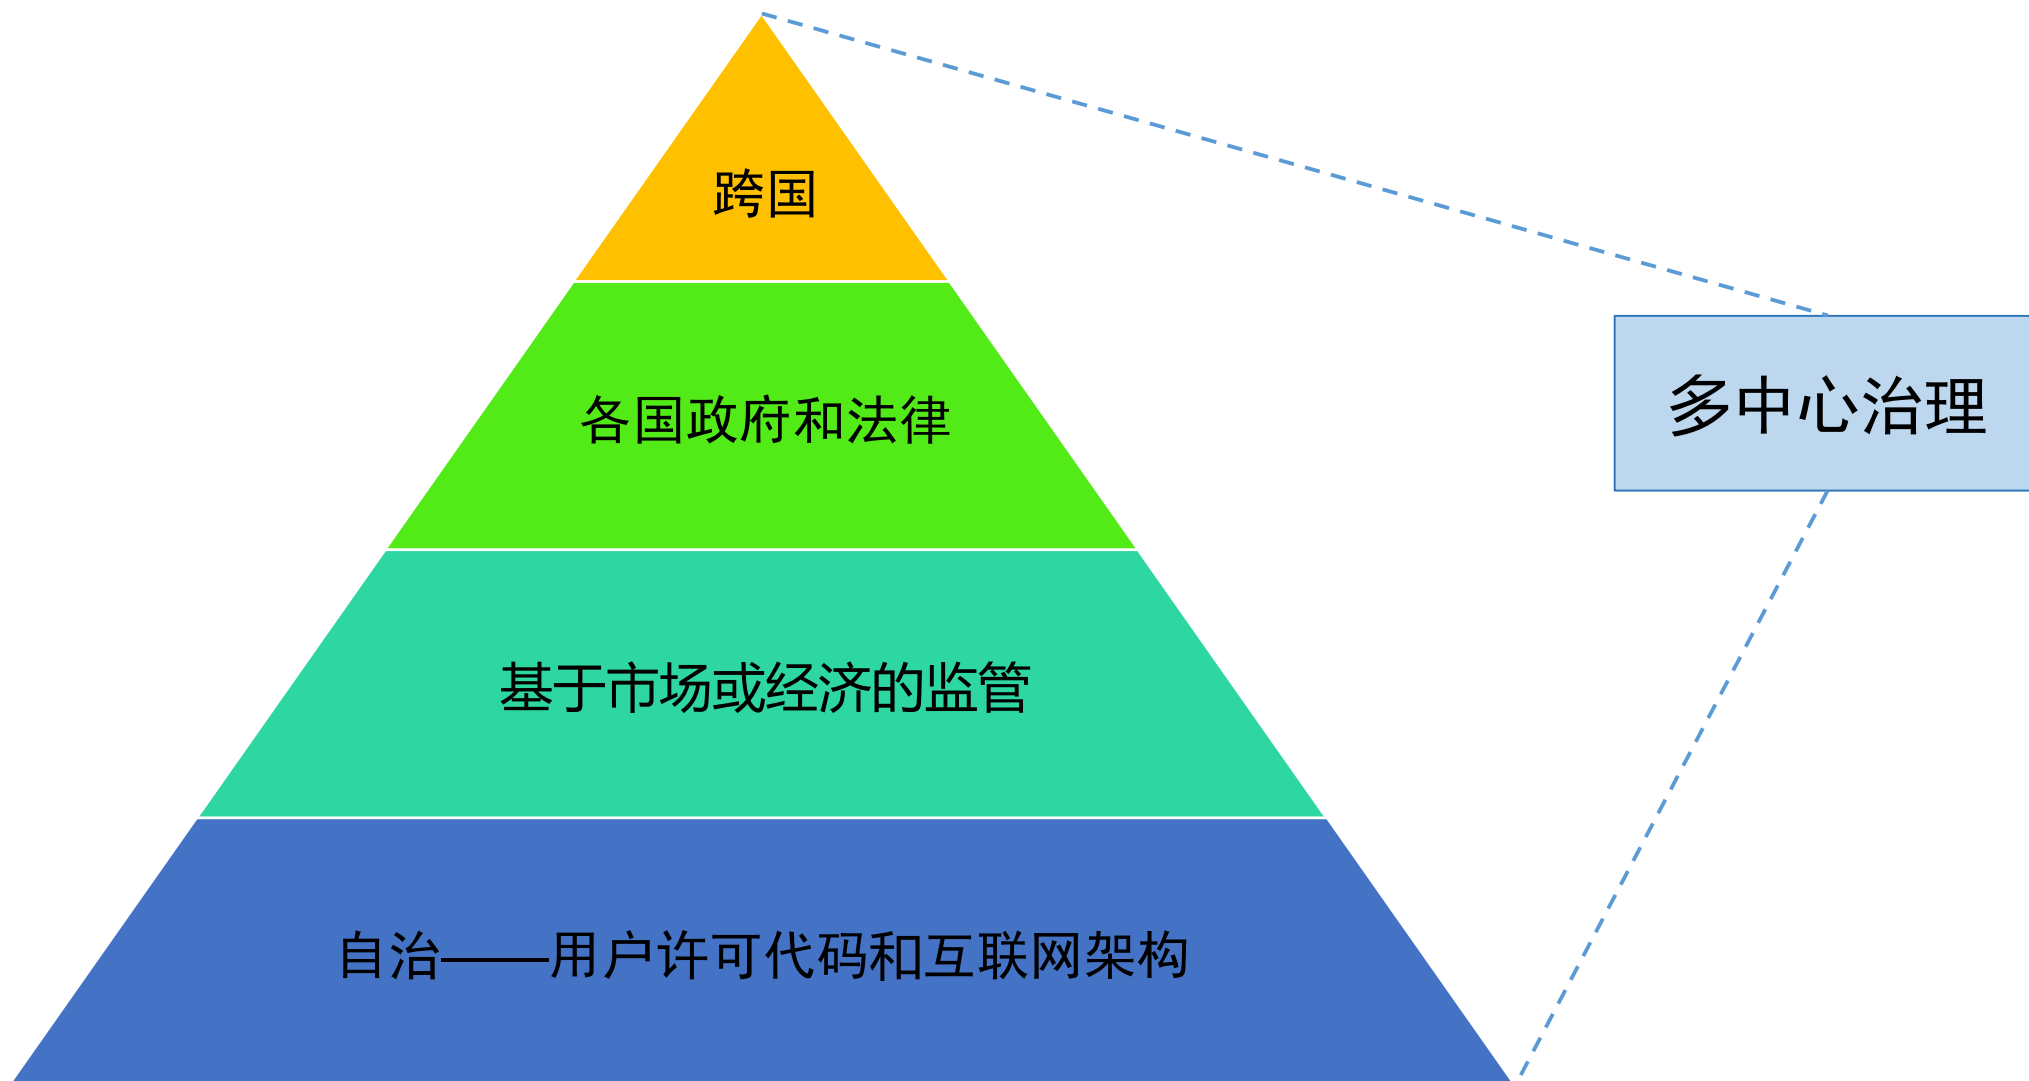 跨国
各国政府和法律
多中心治理
基于市场或经济的监管
自治——用户许可代码和互联网架构